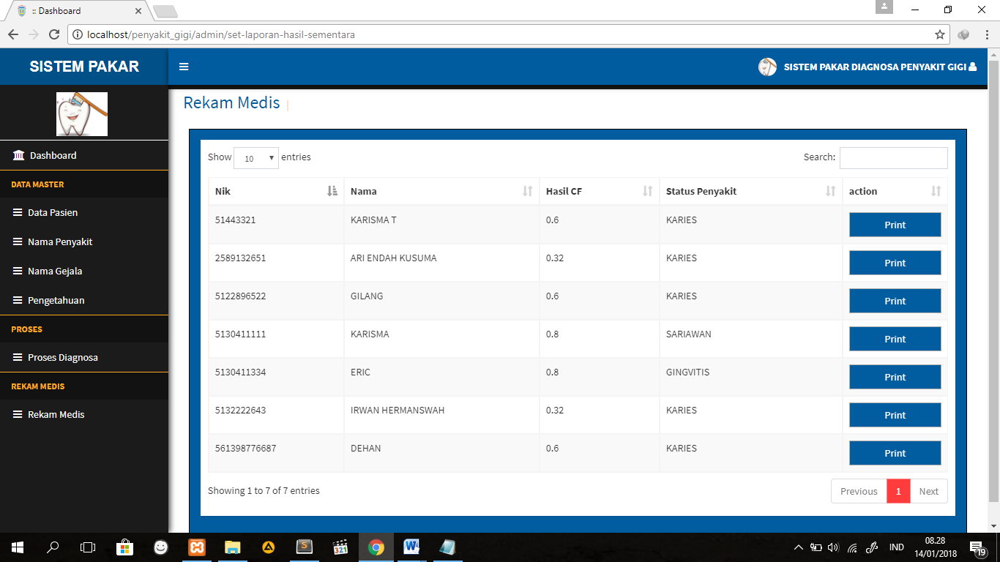 :: Dashboard
localhost/penyakit_gigi/admin/set-laporan-hasil-sementara
SISTEM PAKAR
SISTEM PAKAR DIAGNOSA PENYAKIT GIGI
Dashboard
DATA MASTER
Data Pasien
Nama Penyakit
Nama Gejala
Pengetahuan
PROSES
Proses Diagnosa
REKAM MEDIS
Rekam Medis
Rekam Medis |
Show 10 entries Search:
Nik Nama Hasil CF Status Penyakit action
51443321 KARISMA T 0.6 KARIES Print
2589132651 ARI ENDAH KUSUMA 0.32 KARIES Print
5122896522 GILANG 0.6 KARIES Print
5130411111 KARISMA 0.8 SARIAWAN Print
5130411334 ERIC 0.8 GINGVITIS Print
5132222643 IRWAN HERMANSWAH 0.32 KARIES Print
561398776687 DEHAN 0.6 KARIES Print
Showing 1 to 7 of 7 entries Previous 1 Next
321
IND
08.28
14/01/2018
19